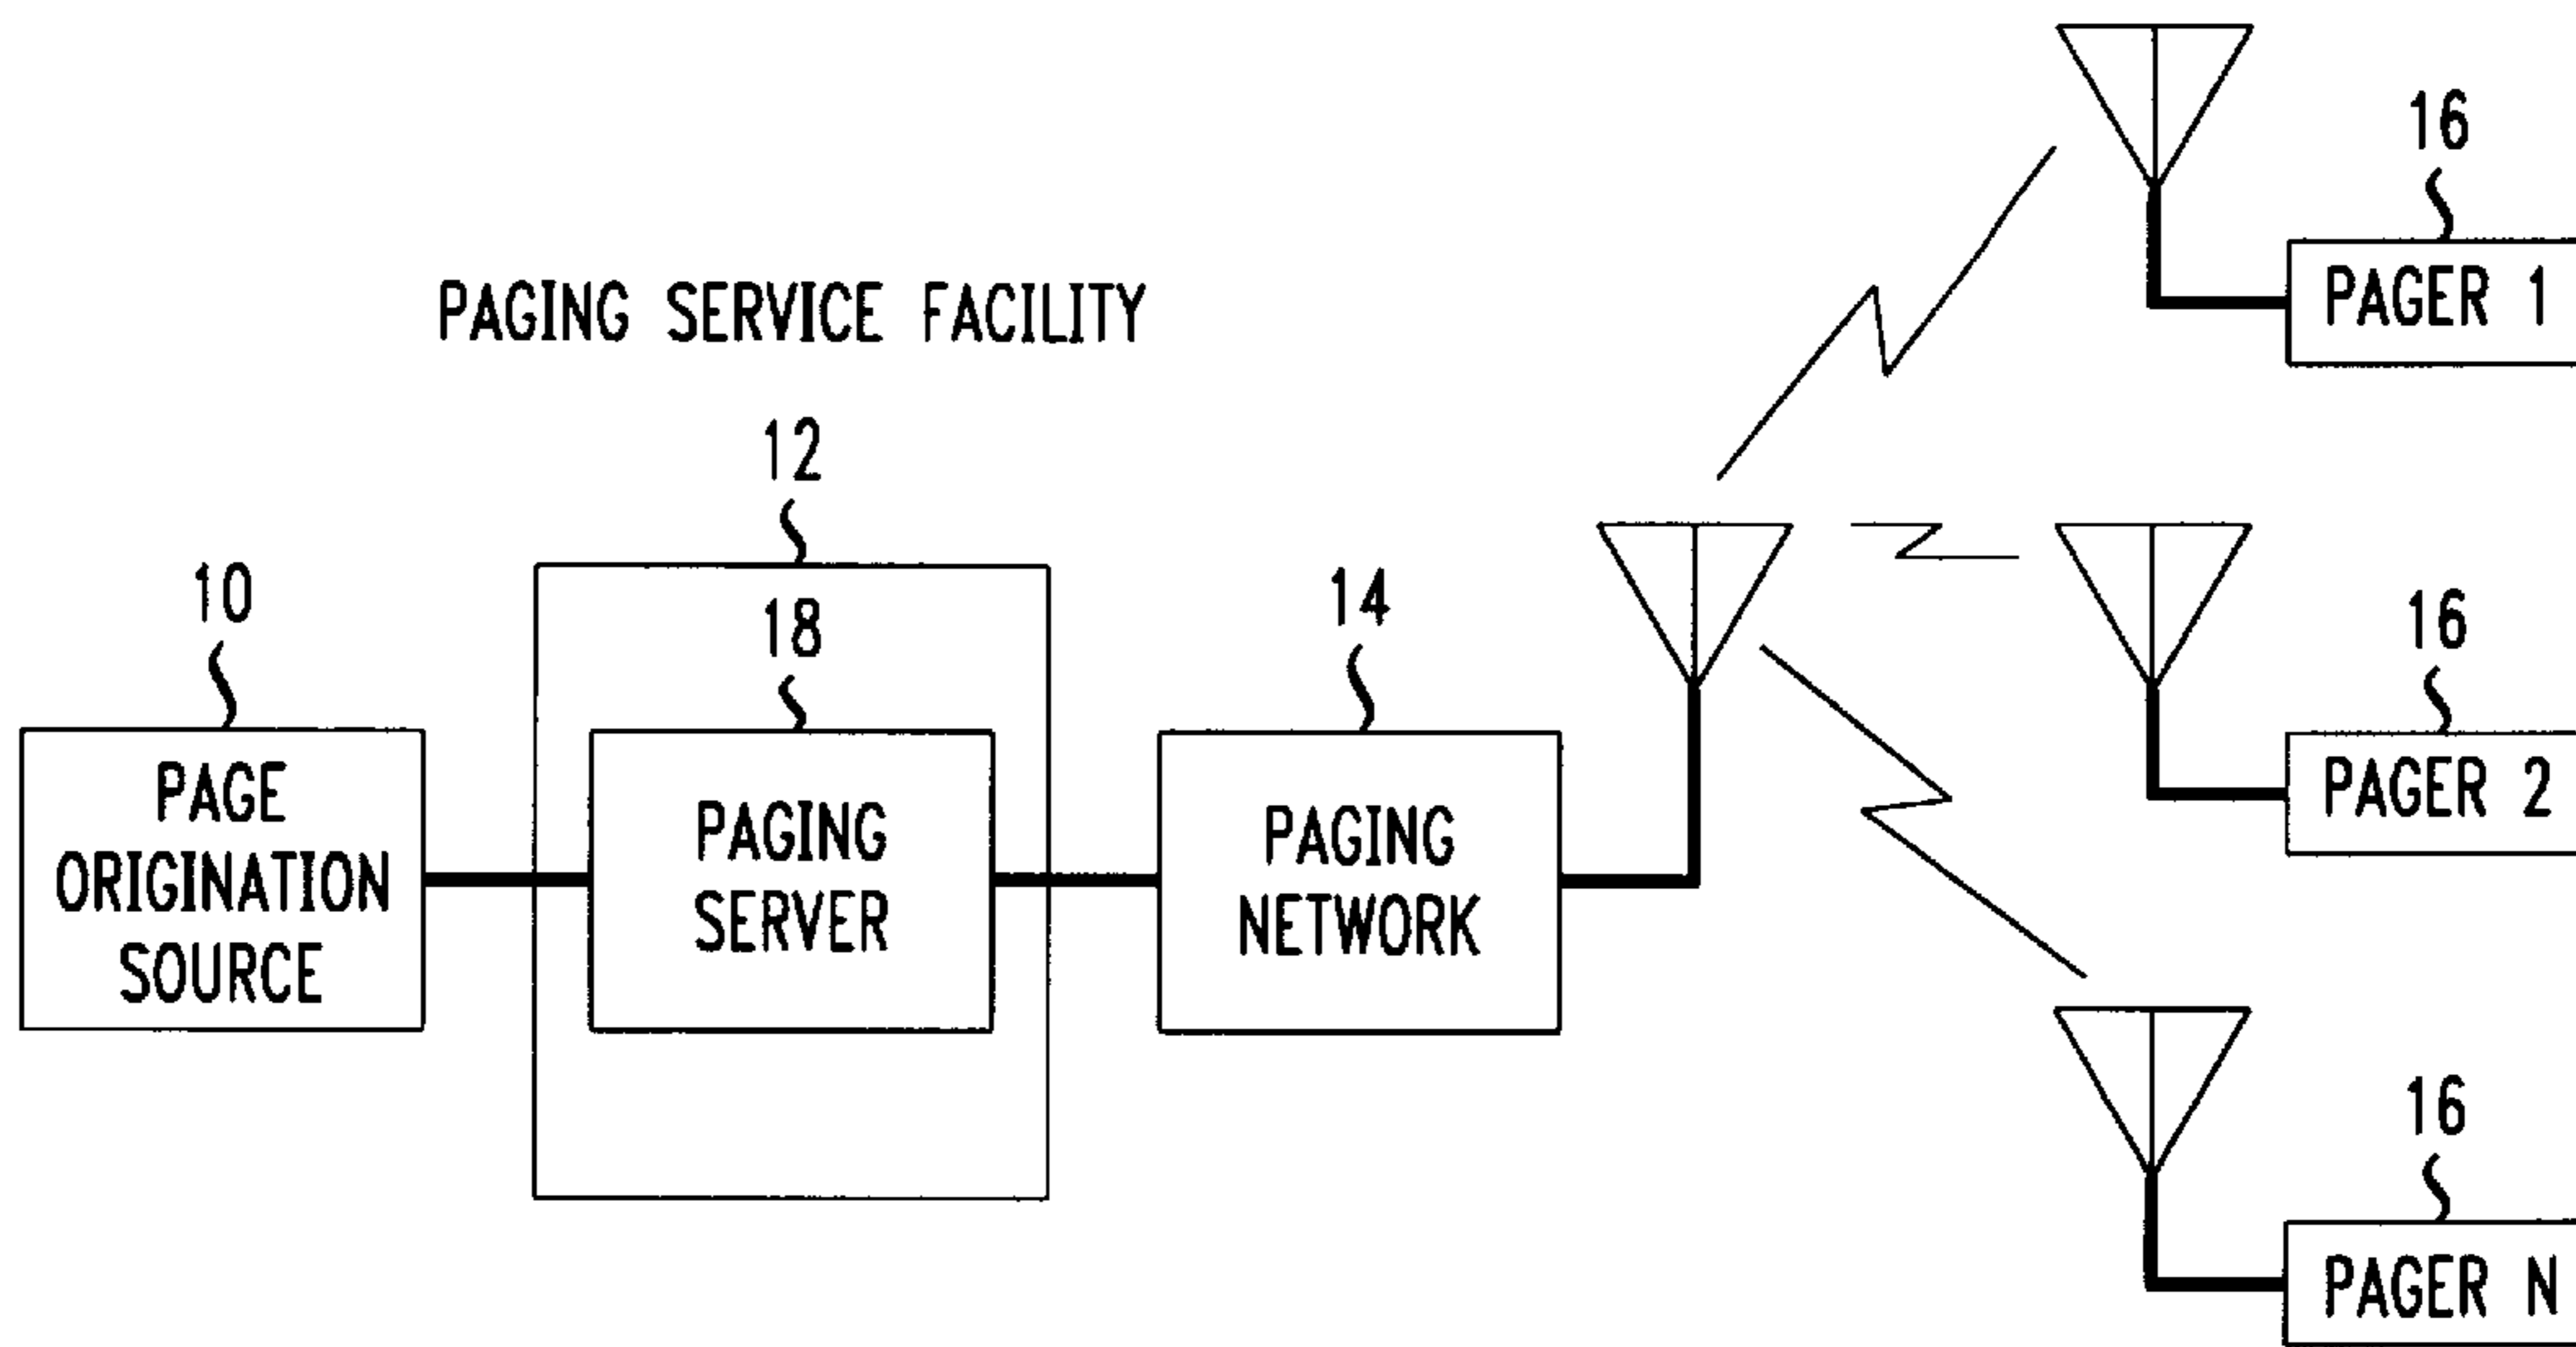 16
PAGER 1
PAGING SERVICE FACILITY
12
10
18
14
16
PAGE
ORIGINATION
SOURCE
PAGING
SERVER
PAGING
NETWORK
PAGER 2
16
PAGER N